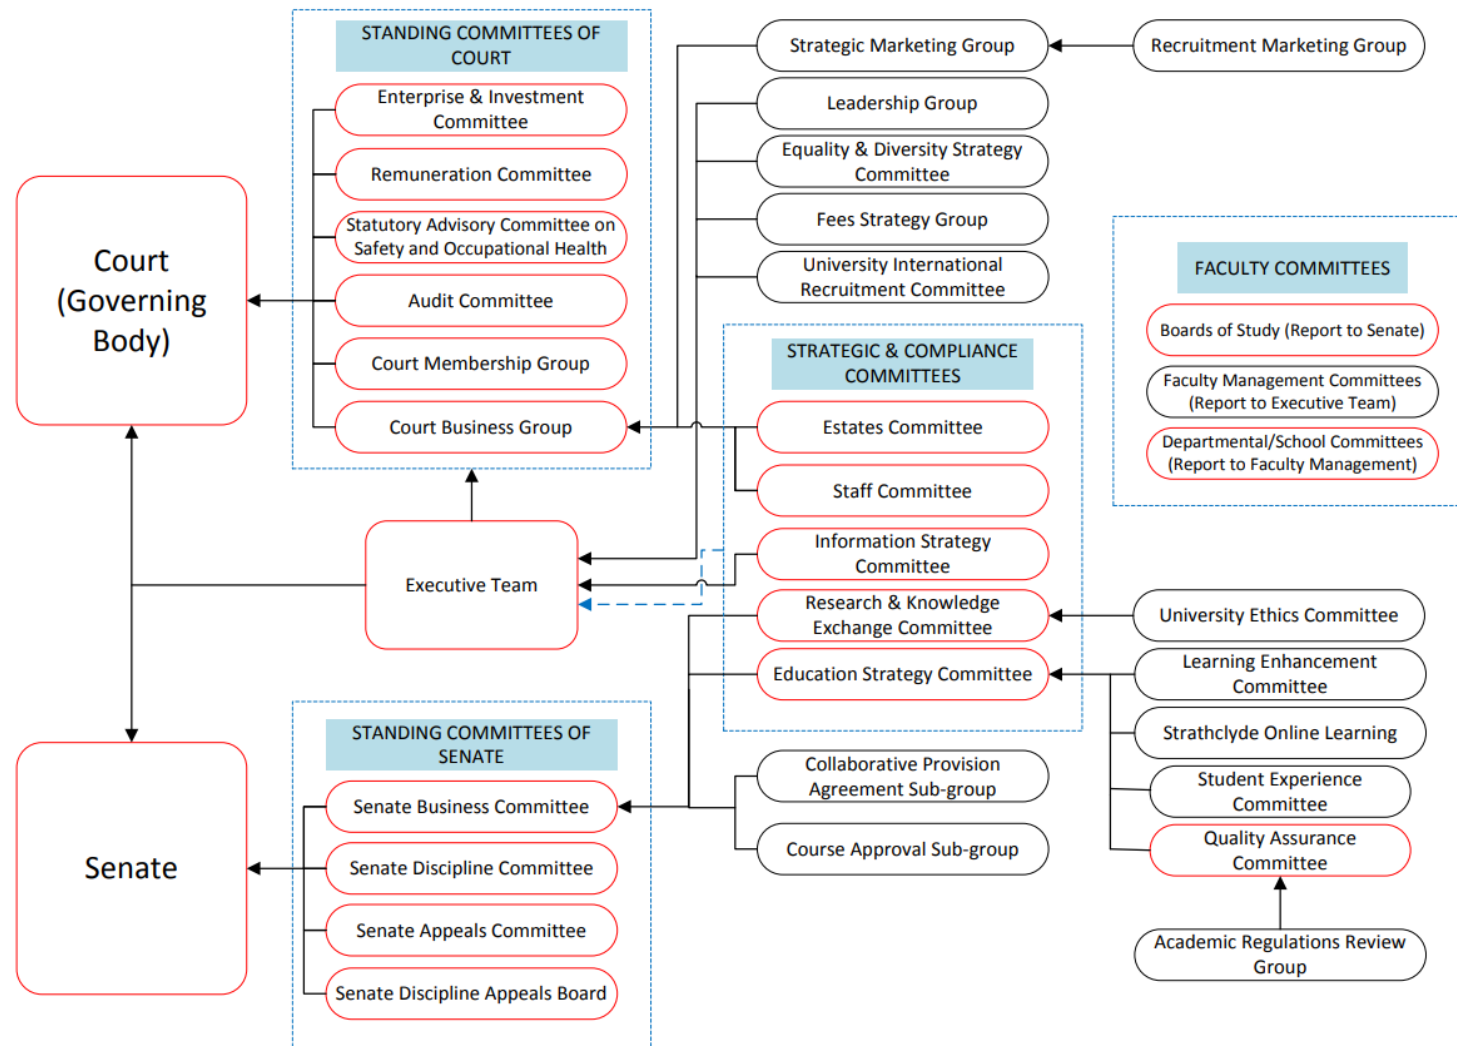 STANDING COMMITTEES OF
COURT
Enterprise & Investment
Committee
Remuneration Committee
Statutory Advisory Committee on
Safety and Occupational Health
Audit Committee
Court Membership Group
Court Business Group
Court
(Governing
Body)
Executive Team
Senate
STANDING COMMITTEES OF
SENATE
Senate Business Committee
Senate Discipline Committee
Senate Appeals Committee
Senate Discipline Appeals Board
Strategic Marketing Group
Leadership Group
Equality & Diversity Strategy
Committee
Fees Strategy Group
University International
Recruitment Committee
STRATEGIC & COMPLIANCE
COMMITTEES
Estates Committee
Staff Committee
Information Strategy
Committee
Research & Knowledge
Exchange Committee
Education Strategy Committee
Collaborative Provision
Agreement Sub-group
Course Approval Sub-group
Recruitment Marketing Group
FACULTY COMMITTEES
Boards of Study (Report to Senate)
Faculty Management Committees
(Report to Executive Team)
Departmental/School Committees
(Report to Faculty Management)
University Ethics Committee
Learning Enhancement
Committee
Strathclyde Online Learning
Student Experience
Committee
Quality Assurance
Committee
Academic Regulations Review
Group